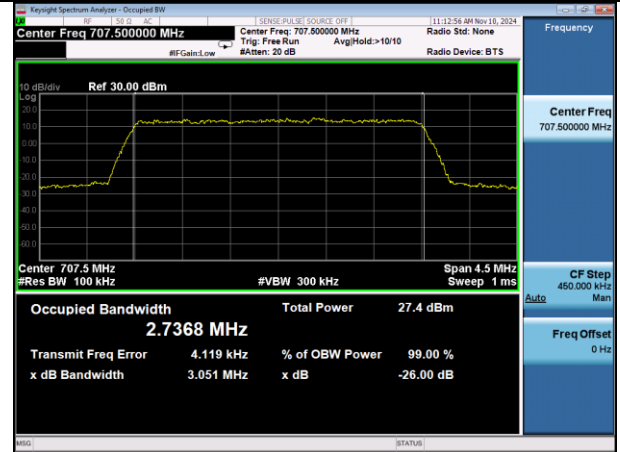 Keysight Spectrum Analyzer - Occupied BW
RF 50 Ω AC SENSE:PULSE SOURCE OFF 11:12:56 AM Nov 10, 2024
Center Freq 707.500000 MHz Center Freq: 707.500000 MHz Radio Std: None
Trig: Free Run Avg|Hold:>10/10
#IFGain:Low #Atten: 20 dB Radio Device: BTS
Frequency
10 dB/div Ref 30.00 dBm
Log
20.0
10.0
0.00
-10.0
-20.0
-30.0
-40.0
-50.0
-60.0
Center 707.5 MHz Span 4.5 MHz
#Res BW 100 kHz #VBW 300 kHz Sweep 1 ms
Center Freq
707.500000 MHz
CF Step
450.000 kHz
Auto Man
Freq Offset
0 Hz
Occupied Bandwidth Total Power 27.4 dBm
2.7368 MHz
Transmit Freq Error 4.119 kHz % of OBW Power 99.00 %
x dB Bandwidth 3.051 MHz x dB -26.00 dB
MSG STATUS